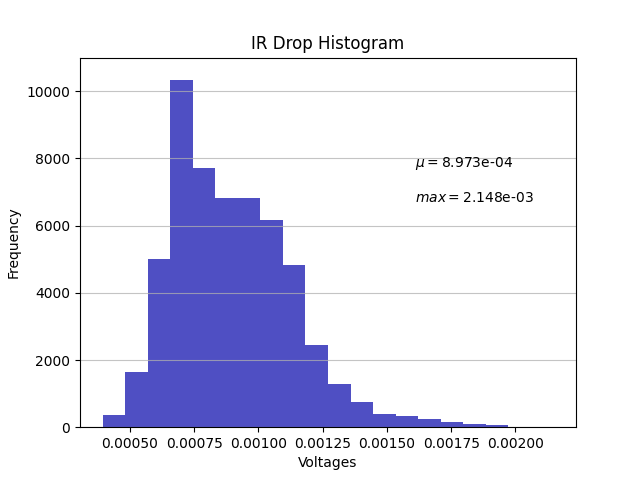 IR Drop Histogram
10000
8000
6000
4000
2000
0
Frequency
μ = 8.973e-04
max = 2.148e-03
0.00050 0.00075 0.00100 0.00125 0.00150 0.00175 0.00200
Voltages